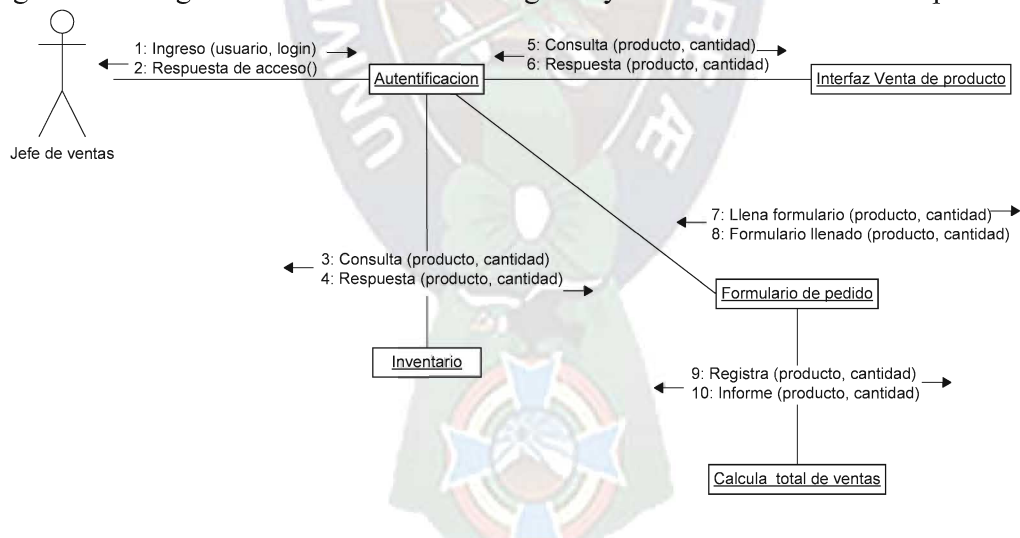 1: Ingreso (usuario, login)
2: Respuesta de acceso()
5: Consulta (producto, cantidad)
6: Respuesta (producto, cantidad)
Autentificacion
Interfaz Venta de producto
Jefe de ventas
7: Llena formulario (producto, cantidad)
8: Formulario llenado (producto, cantidad)
3: Consulta (producto, cantidad)
4: Respuesta (producto, cantidad)
Formulario de pedido
Inventario
9: Registra (producto, cantidad)
10: Informe (producto, cantidad)
Calcula_total de ventas